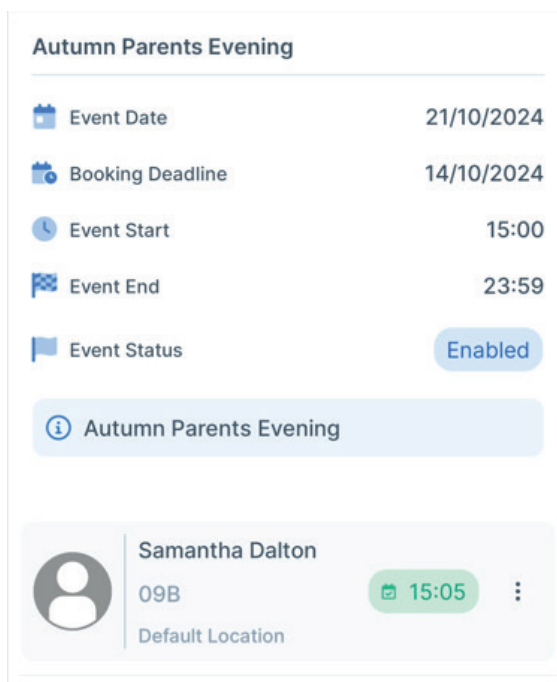 Autumn Parents Evening
Event Date 21/10/2024
Booking Deadline 14/10/2024
Event Start 15:00
Event End 23:59
Event Status Enabled
Autumn Parents Evening
Samantha Dalton
09B 15:05
Default Location